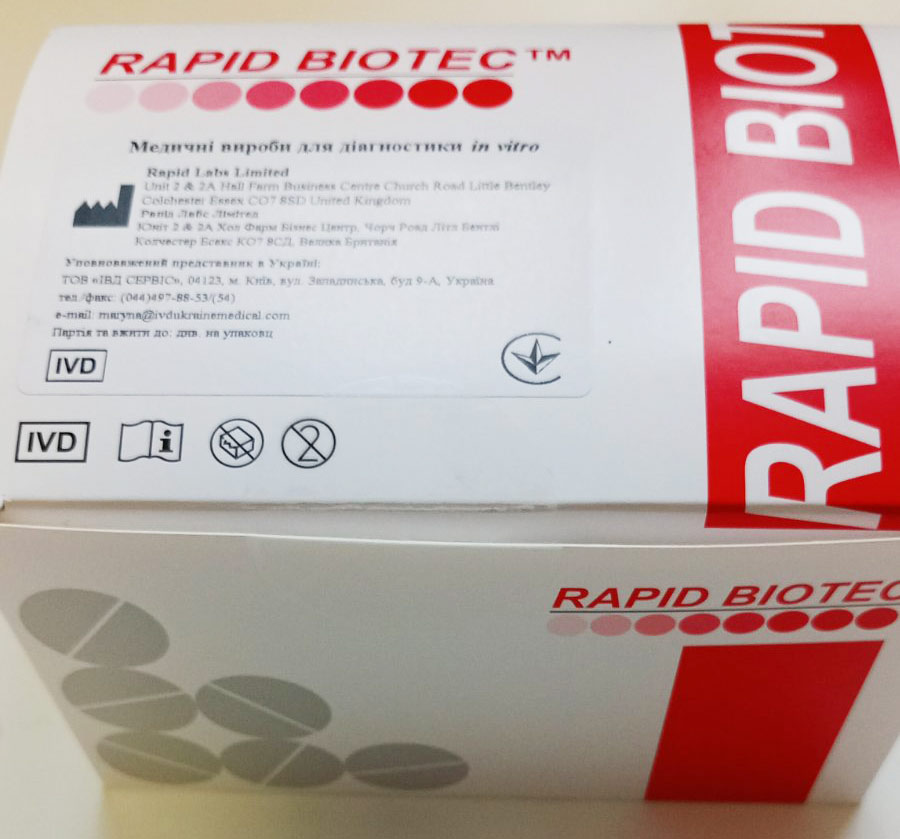 RAPID BIOTEC™
Медичні вироби для діагностики in vitro
Rapid Labs Limited
Unit 2 & 2A Hall Farm Business Centre Church Road Little Bentley
Colchester Essex CO7 8SD United Kingdom
Рапід Лабс Лімітед
Юніт 2 & 2А Хол Фарм Бізнес Центр, Чорч Роад Літл Бентлі
Колчестер Есекс КО7 8СД, Велика Британія
Уповноважений представник в Україні:
ТОВ «ІВД СЕРВІС», 04123, м. Київ, вул. Западинська, буд 9-А, Україна
тел./факс: (044)497-88-53/(54)
e-mail: maryna@ivdukrainemedical.com
Партія та вжити до: див. на упаковці
IVD
IVD
2
RAPID BIOT
RAPID BIOTEC